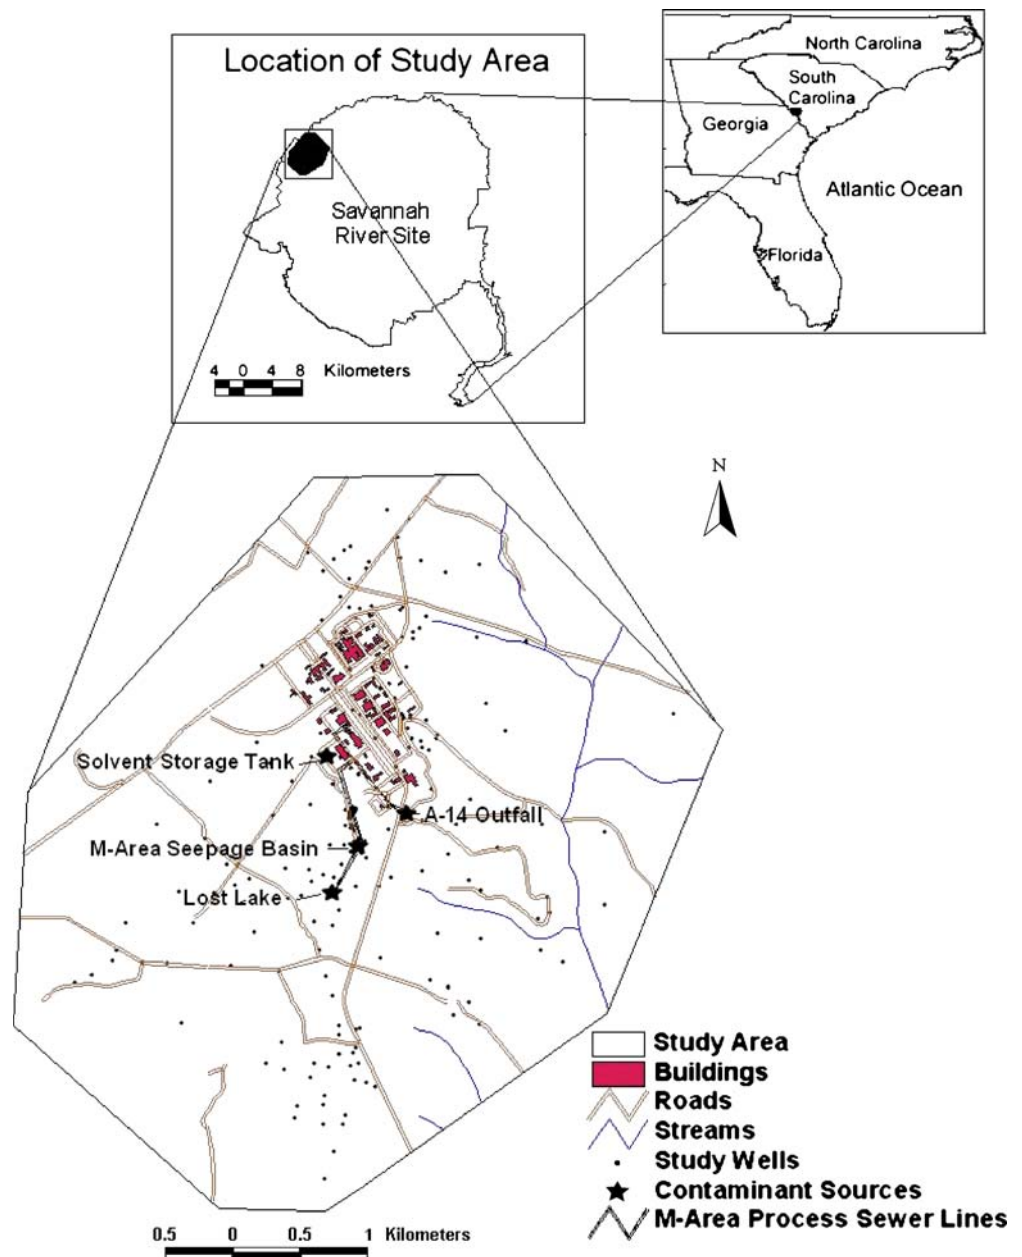 Location of Study Area
Savannah
River Site
4 0 4 8 Kilometers
North Carolina
South
Carolina
Georgia
Atlantic Ocean
Florida
N
Solvent Storage Tank
A-14 Outfall
M-Area Seepage Basin
Lost Lake
Study Area
Buildings
Roads
Streams
Study Wells
Contaminant Sources
M-Area Process Sewer Lines
0.5 0 0.5 1 Kilometers